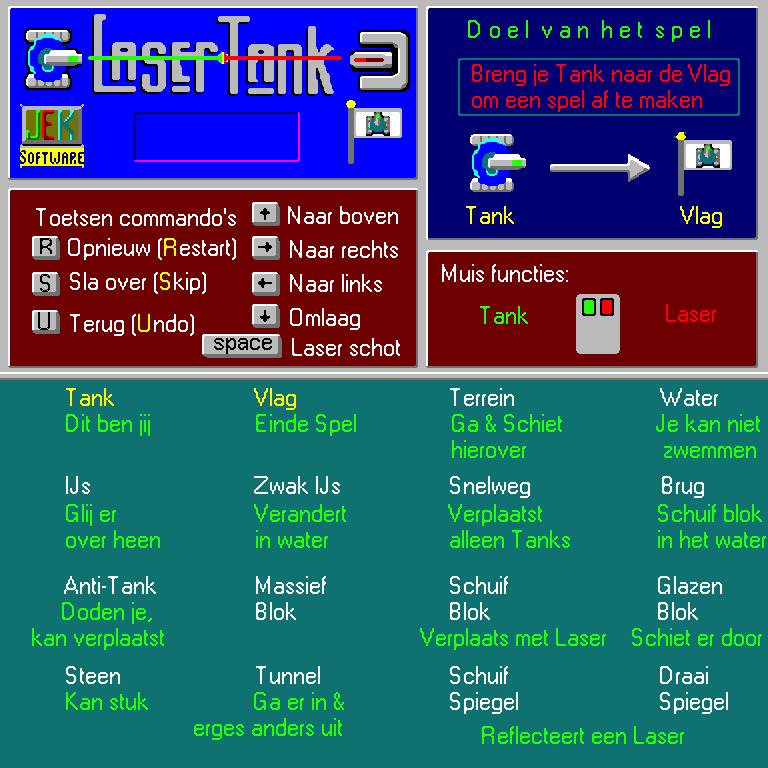 LaserTank
JEK
Software
Doel van het spel
Breng je Tank naar de Vlag
om een spel af te maken
Tank
Vlag
Toetsen commando's
R Opnieuw (Restart)
S Sla over (Skip)
U Terug (Undo)
Naar boven
Naar rechts
Naar links
Omlaag
space Laser schot
Muis functies:
Tank
Laser
Tank Vlag Terrein Water
Dit ben jij Einde Spel Ga & Schiet Je kan niet
hierover zwemmen
IJs Zwak IJs Snelweg Brug
Glij er Verandert Verplaatst Schuif blok
over heen in water alleen Tanks in het water
Anti-Tank Massief Schuif Glazen
Doden je, Blok Blok Blok
kan verplaatst Verplaats met Laser Schiet er door
Steen Tunnel Schuif Draai
Kan stuk Ga er in & Spiegel Spiegel
erges anders uit Reflecteert een Laser